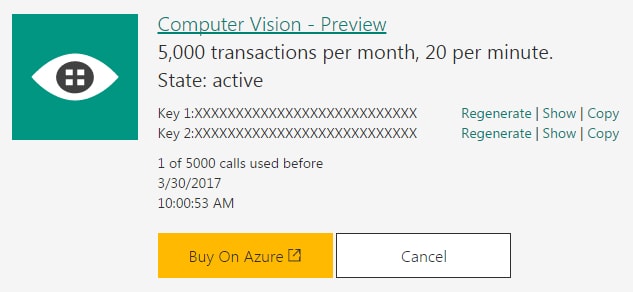 Computer Vision - Preview
5,000 transactions per month, 20 per minute.
State: active
Key 1:XXXXXXXXXXXXXXXXXXXXXXXXXXX Regenerate | Show | Copy
Key 2:XXXXXXXXXXXXXXXXXXXXXXXXXXX Regenerate | Show | Copy
1 of 5000 calls used before
3/30/2017
10:00:53 AM
Buy On Azure Cancel